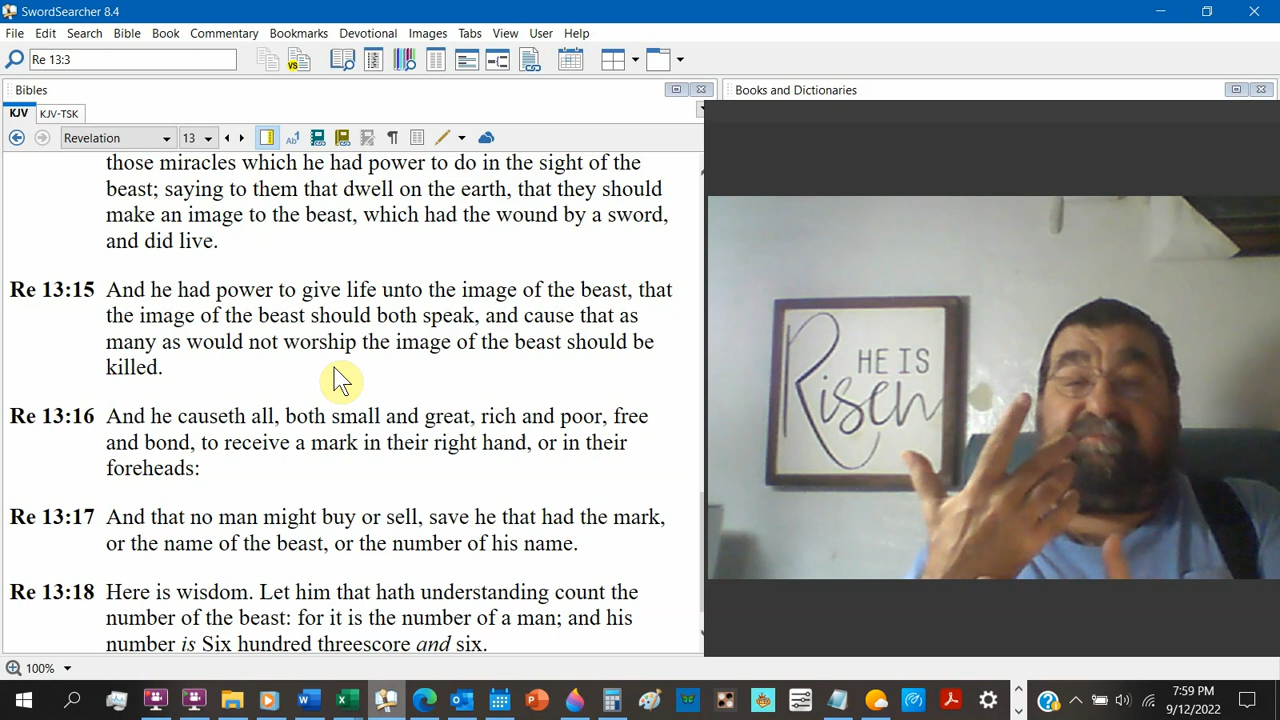 SwordSearcher 8.4
File Edit Search Bible Book Commentary Bookmarks Devotional Images Tabs View User Help
Re 13:3
VS
Bibles
Books and Dictionaries
KJV KJV-TSK
Revelation 13
those miracles which he had power to do in the sight of the
beast; saying to them that dwell on the earth, that they should
make an image to the beast, which had the wound by a sword,
and did live.
Re 13:15 And he had power to give life unto the image of the beast, that
the image of the beast should both speak, and cause that as
many as would not worship the image of the beast should be
killed.
Re 13:16 And he causeth all, both small and great, rich and poor, free
and bond, to receive a mark in their right hand, or in their
foreheads:
Re 13:17 And that no man might buy or sell, save he that had the mark,
or the name of the beast, or the number of his name.
Re 13:18 Here is wisdom. Let him that hath understanding count the
number of the beast: for it is the number of a man; and his
number is Six hundred threescore and six.
HE IS
Risen
100%
7:59 PM
9/12/2022